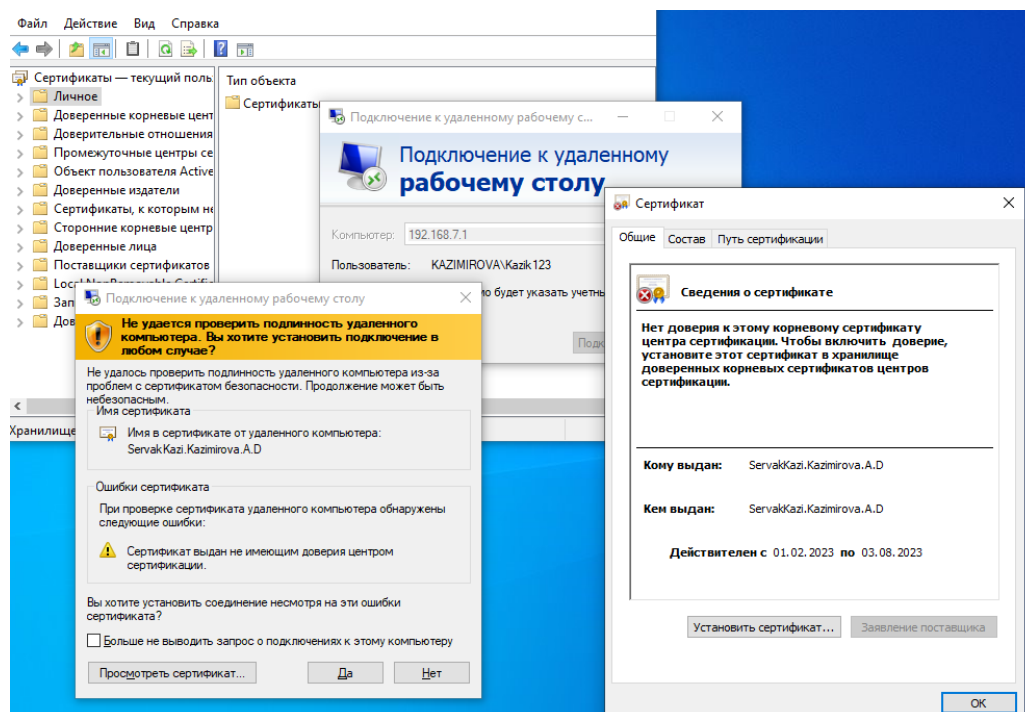 Файл Действие Вид Справка
Сертификаты — текущий поль
Личное
Доверенные корневые цент
Доверительные отношения
Промежуточные центры се
Объект пользователя Active
Доверенные издатели
Сертификаты, к которым не
Сторонние корневые центр
Доверенные лица
Поставщики сертификатов
Зап
Дов
Хранилище
Тип объекта
Сертификаты
Подключение к удаленному рабочему с...
Подключение к удаленному
рабочему столу
Компьютер: 192.168.7.1
Пользователь: KAZIMIROVA\Kazik123
но будет указать учетны
Подк
Подключение к удаленному рабочему столу
Не удается проверить подлинность удаленного
компьютера. Вы хотите установить подключение в
любом случае?
Не удалось проверить подлинность удаленного компьютера из-за
проблем с сертификатом безопасности. Продолжение может быть
небезопасным.
Имя сертификата
Имя в сертификате от удаленного компьютера:
ServakKazi.Kazimirova.A.D
Ошибки сертификата
При проверке сертификата удаленного компьютера обнаружены
следующие ошибки:
Сертификат выдан не имеющим доверия центром
сертификации.
Вы хотите установить соединение несмотря на эти ошибки
сертификата?
Больше не выводить запрос о подключениях к этому компьютеру
Просмотреть сертификат... Да Нет
Сертификат
Общие Состав Путь сертификации
Сведения о сертификате
Нет доверия к этому корневому сертификату
центра сертификации. Чтобы включить доверие,
установите этот сертификат в хранилище
доверенных корневых сертификатов центров
сертификации.
Кому выдан: ServakKazi.Kazimirova.A.D
Кем выдан: ServakKazi.Kazimirova.A.D
Действителен с 01.02.2023 по 03.08.2023
Установить сертификат... Заявление поставщика
ОК